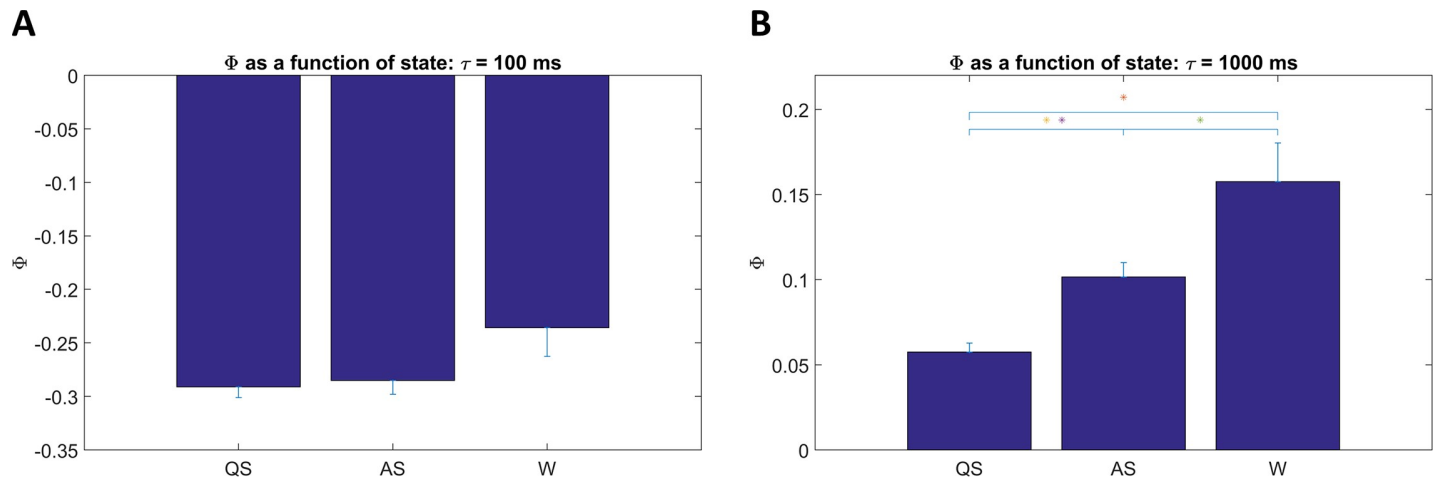 A
Φ as a function of state: τ = 100 ms
0
-0.05
-0.1
-0.15
-0.2
-0.25
-0.3
-0.35
Φ
QS AS W
B
Φ as a function of state: τ = 1000 ms
*
* * *
0.2
0.15
0.1
0.05
0
Φ
QS AS W